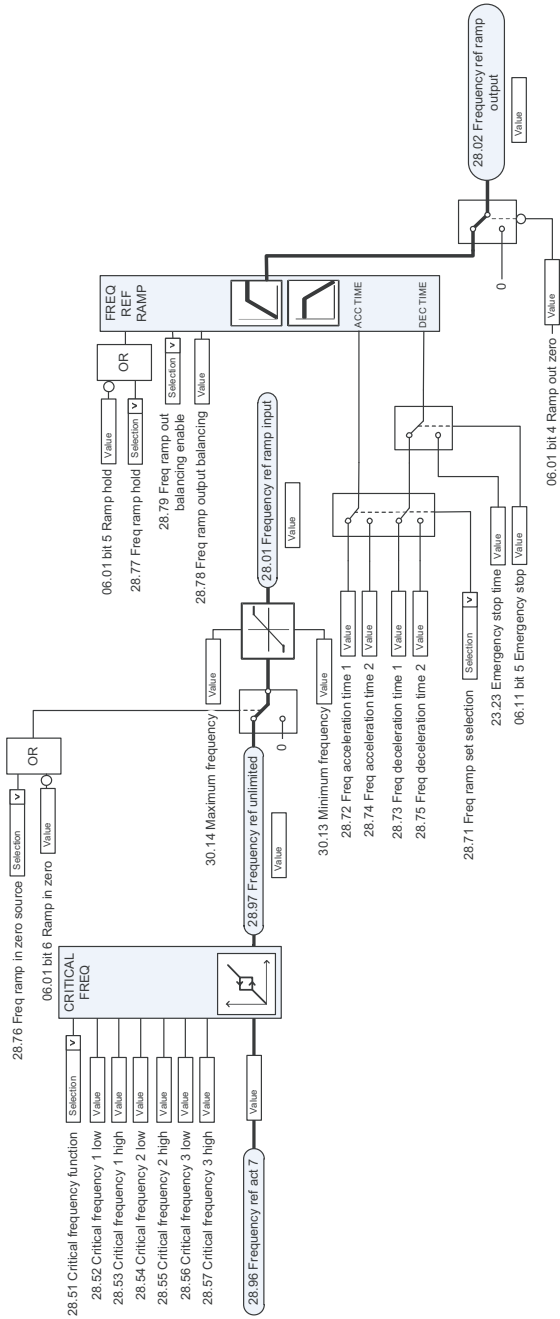 28.76 Freq ramp in zero source
Selection
v
06.01 bit 6 Ramp in zero
Value
OR
28.51 Critical frequency function
Selection
v
28.52 Critical frequency 1 low
Value
28.53 Critical frequency 1 high
Value
28.54 Critical frequency 2 low
Value
28.55 Critical frequency 2 high
Value
28.56 Critical frequency 3 low
Value
28.57 Critical frequency 3 high
Value
CRITICAL
FREQ
28.96 Frequency ref act 7
Value
28.97 Frequency ref unlimited
Value
0
30.14 Maximum frequency
Value
30.13 Minimum frequency
Value
28.01 Frequency ref ramp input
Value
06.01 bit 5 Ramp hold
Value
28.77 Freq ramp hold
Selection
v
OR
28.79 Freq ramp out
balancing enable
Selection
v
28.78 Freq ramp output balancing
Value
FREQ
REF
RAMP
ACC TIME
DEC TIME
28.72 Freq acceleration time 1
Value
28.74 Freq acceleration time 2
Value
28.73 Freq deceleration time 1
Value
28.75 Freq deceleration time 2
Value
28.71 Freq ramp set selection
Selection
v
23.23 Emergency stop time
Value
06.11 bit 5 Emergency stop
Value
0
06.01 bit 4 Ramp out zero
Value
28.02 Frequency ref ramp
output
Value